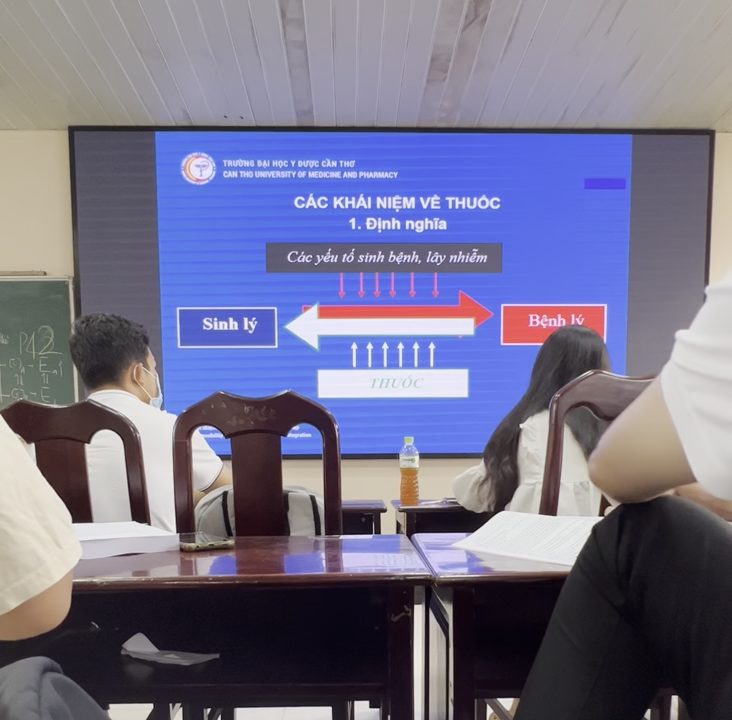 TRƯỜNG ĐẠI HỌC Y DƯỢC CẦN THƠ
CAN THO UNIVERSITY OF MEDICINE AND PHARMACY
CÁC KHÁI NIỆM VỀ THUỐC
1. Định nghĩa
Các yếu tố sinh bệnh, lây nhiễm
Sinh lý
Bệnh lý
THUỐC
P42